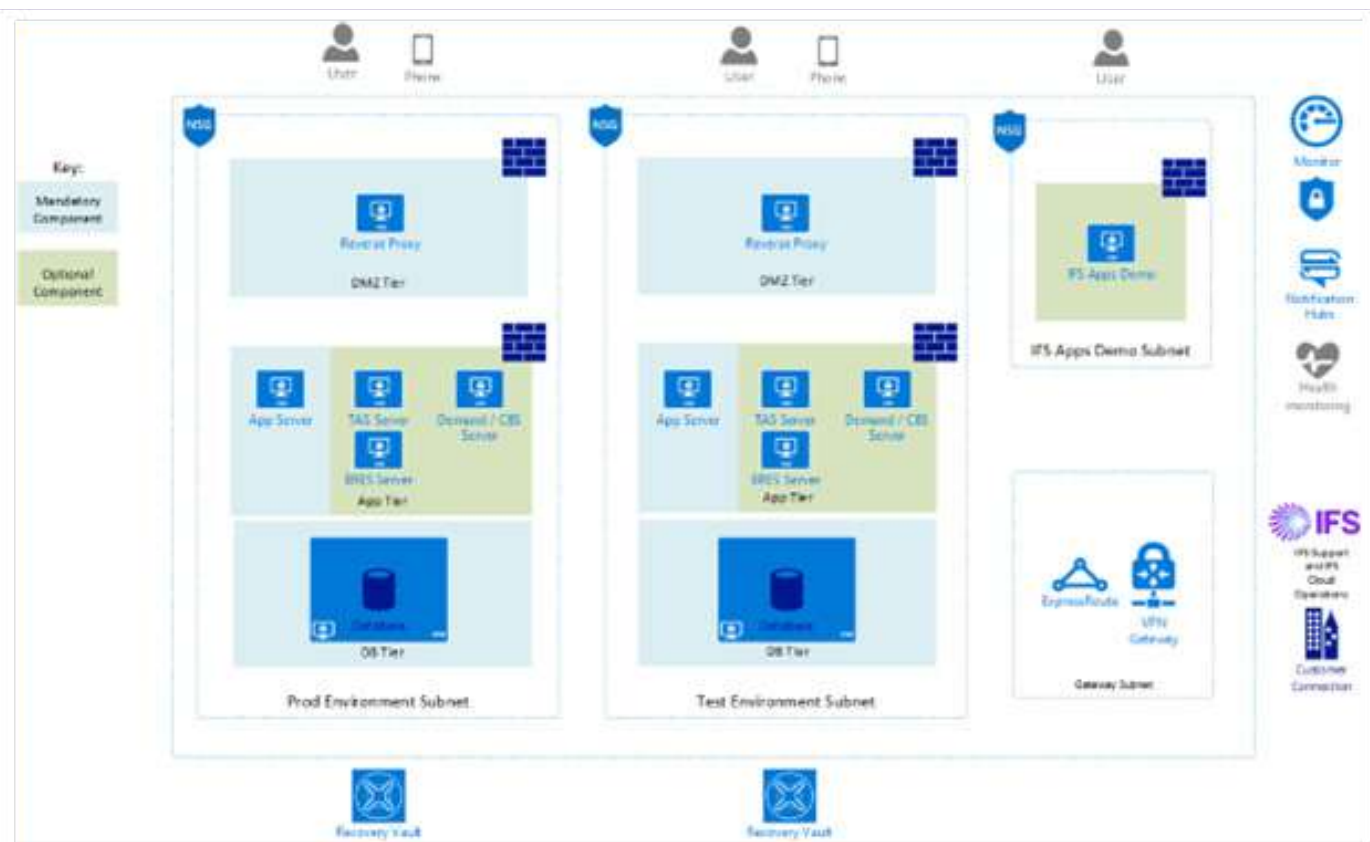 User
Phone
User
Phone
User
Key:
Mandatory
Component
Optional
Component
NSG
Reverse Proxy
DMZ Tier
App Server
TAS Server
Demand / CBS
Server
BRES Server
App Tier
Database
DB Tier
Prod Environment Subnet
Recovery Vault
NSG
Reverse Proxy
DMZ Tier
App Server
TAS Server
Demand / CBS
Server
BRES Server
App Tier
Database
DB Tier
Test Environment Subnet
Recovery Vault
NSG
IFS Apps Demo
IFS Apps Demo Subnet
ExpressRoute
VPN
Gateway
Gateway Subnet
Monitor
Notification
Hubs
Health
monitoring
IFS
IFS Support
and IFS
Cloud
Operations
Customer
Connection